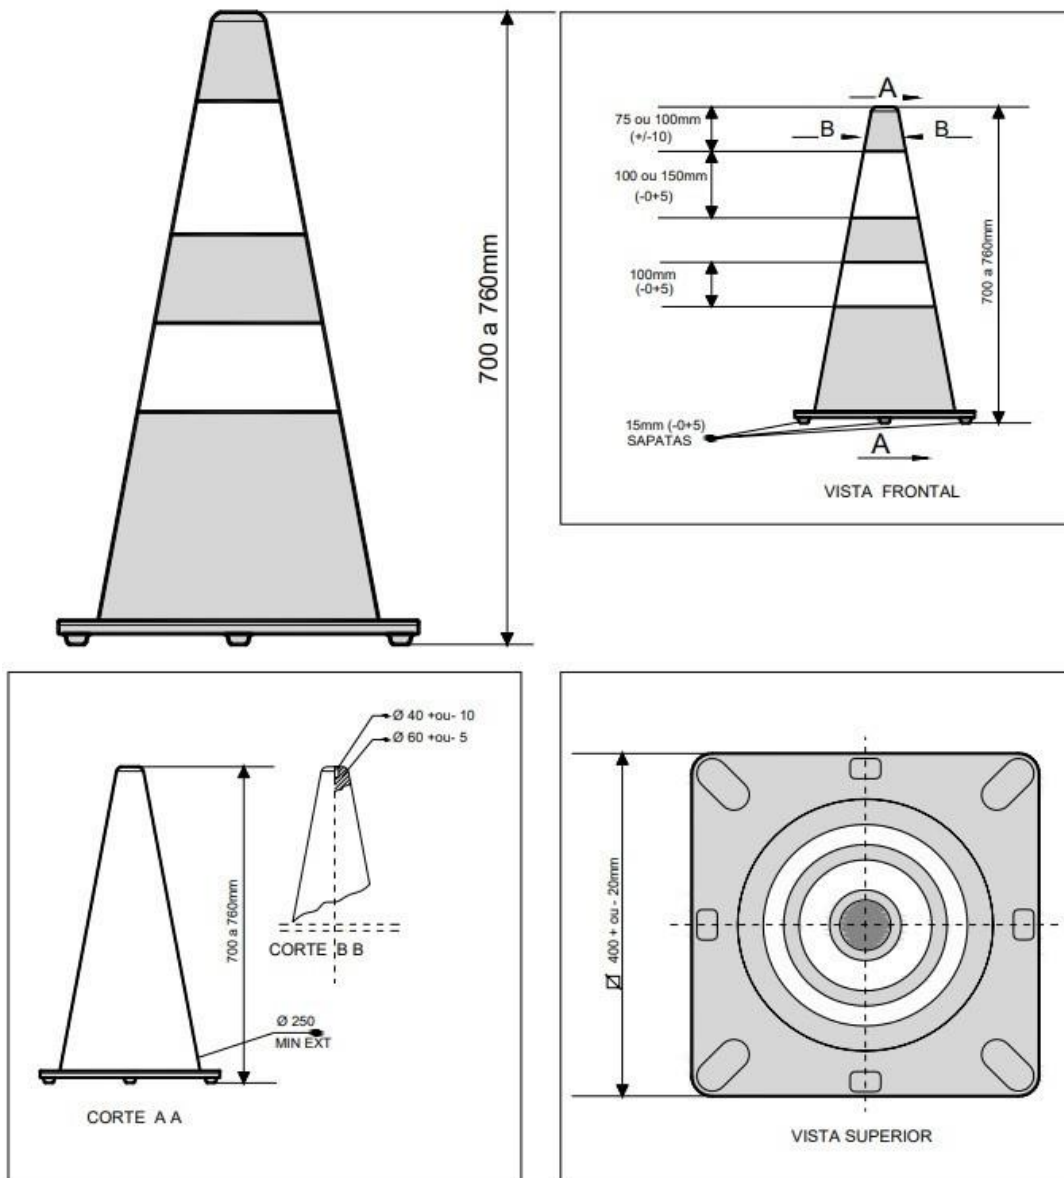 700 a 760mm
A
75 ou 100mm
(+/-10)
B
B
100 ou 150mm
(-0+5)
100mm
(-0+5)
700 a 760mm
15mm (-0+5)
SAPATAS
A
VISTA FRONTAL
Ø 40 +ou- 10
Ø 60 +ou- 5
700 a 760mm
CORTE B B
Ø 250
MIN EXT
CORTE A A
400 + ou - 20mm
VISTA SUPERIOR